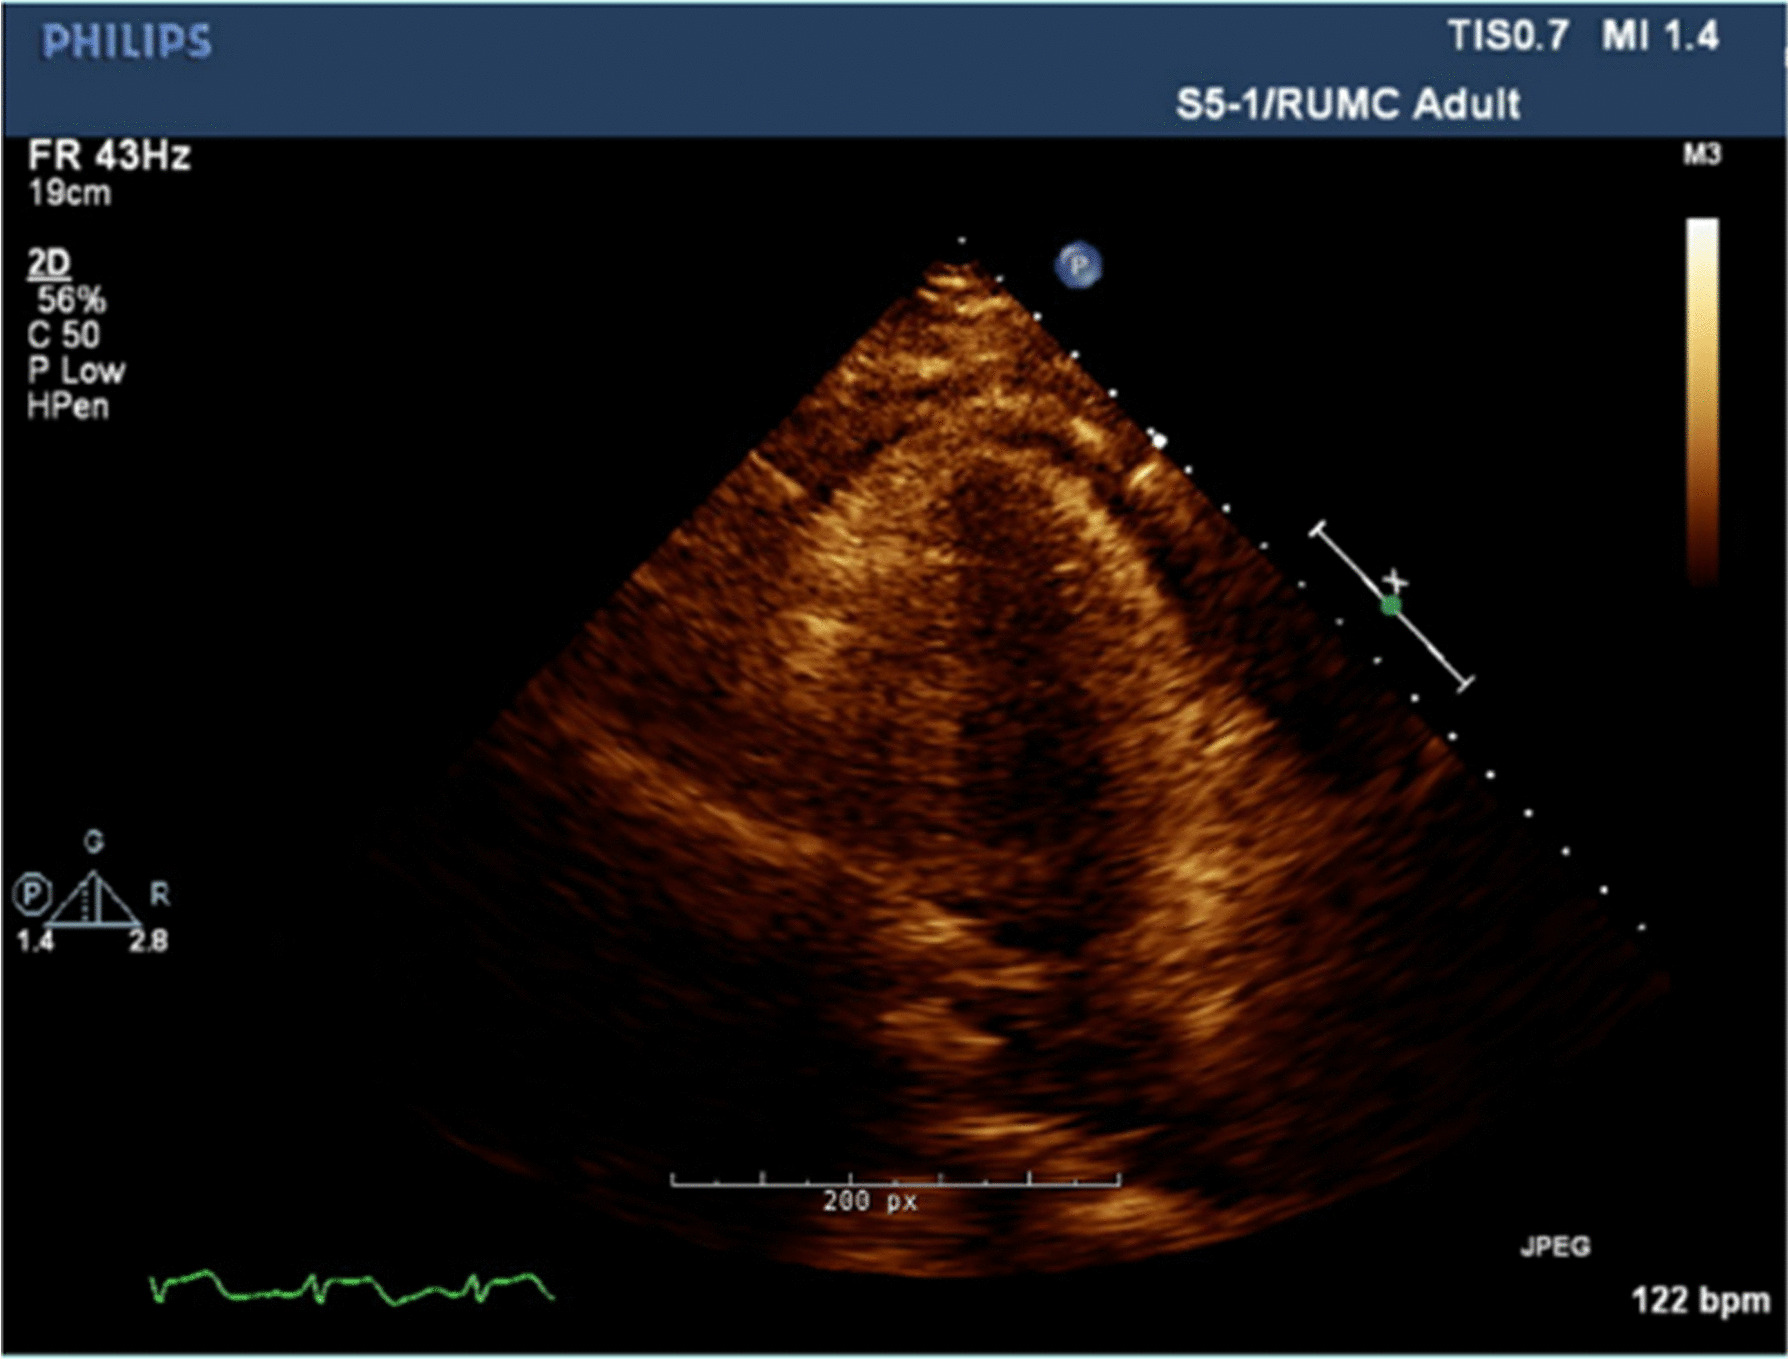 PHILIPS
TIS0.7 MI 1.4
S5-1/RUMC Adult
FR 43Hz
19cm
M3
2D
56%
C 50
P Low
HPen
P
X
G
P R
1.4 2.8
200 px
JPEG
122 bpm